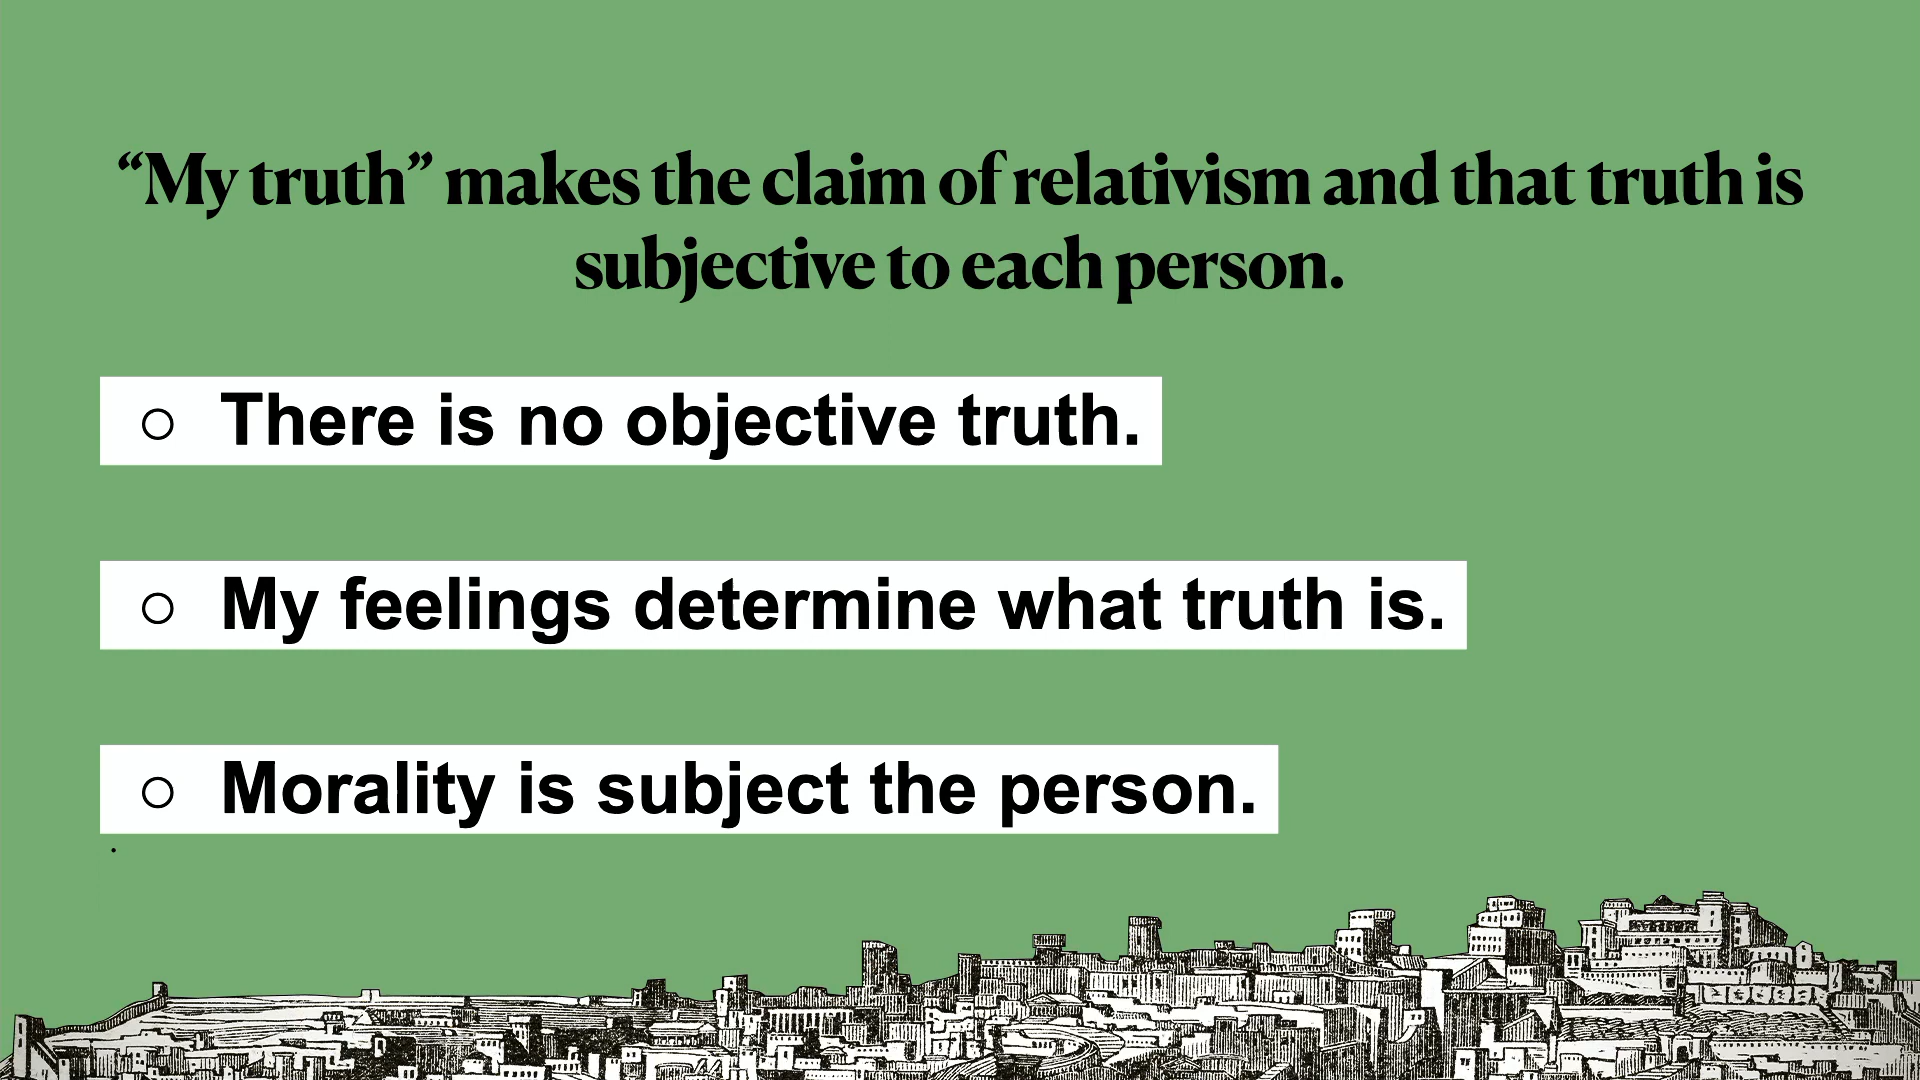 “My truth” makes the claim of relativism and that truth is
subjective to each person.
○ There is no objective truth.
○ My feelings determine what truth is.
○ Morality is subject the person.
.